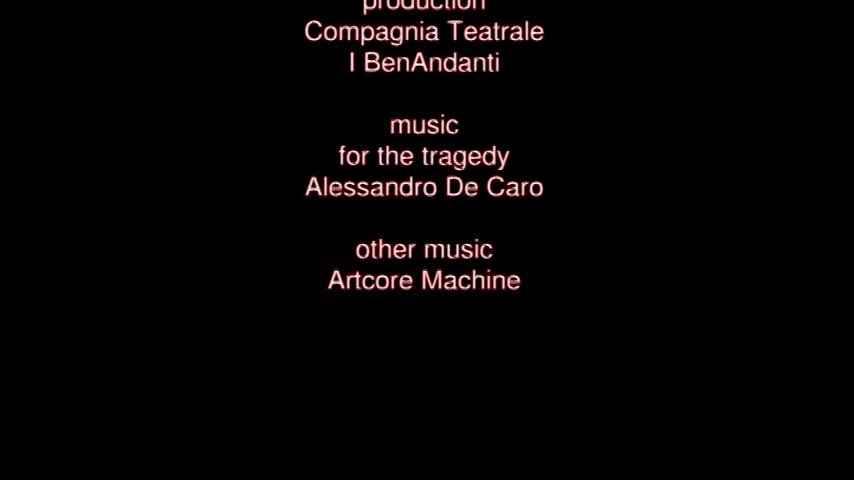 production
Compagnia Teatrale
I BenAndanti
music
for the tragedy
Alessandro De Caro
other music
Artcore Machine